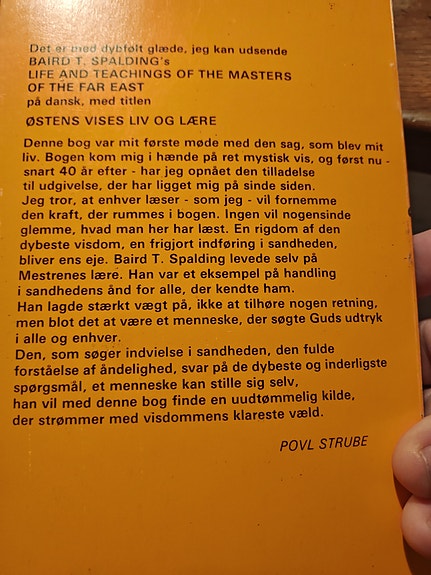 Det er med dybfølt glæde, jeg kan udsende
BAIRD T. SPALDING's
LIFE AND TEACHINGS OF THE MASTERS
OF THE FAR EAST
på dansk, med titlen
ØSTENS VISES LIV OG LÆRE
Denne bog var mit første møde med den sag, som blev mit
liv. Bogen kom mig i hænde på ret mystisk vis, og først nu -
snart 40 år efter - har jeg opnået den tilladelse
til udgivelse, der har ligget mig på sinde siden.
Jeg tror, at enhver læser - som jeg - vil fornemme
den kraft, der rummes i bogen. Ingen vil nogensinde
glemme, hvad man her har læst. En rigdom af den
dybeste visdom, en frigjort indføring i sandheden,
bliver ens eje. Baird T. Spalding levede selv på
Mestrenes lære. Han var et eksempel på handling
i sandhedens ånd for alle, der kendte ham.
Han lagde stærkt vægt på, ikke at tilhøre nogen retning,
men blot det at være et menneske, der søgte Guds udtryk
i alle og enhver.
Den, som søger indvielse i sandheden, den fulde
forståelse af åndelighed, svar på de dybeste og inderligste
spørgsmål, et menneske kan stille sig selv,
han vil med denne bog finde en uudtømmelig kilde,
der strømmer med visdommens klareste væld.
POVL STRUBE